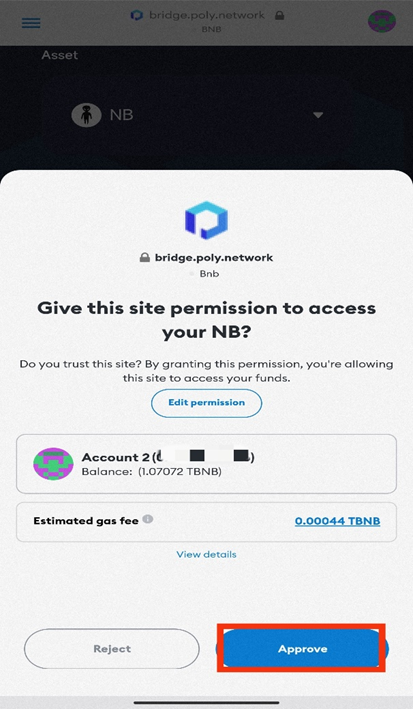 bridge.poly.network
BNB
Asset
NB
bridge.poly.network
Bnb
Give this site permission to access
your NB?
Do you trust this site? By granting this permission, you're allowing
this site to access your funds.
Edit permission
Account 2 (
)
Balance: (1.07072 TBNB)
Estimated gas fee
0.00044 TBNB
View details
Reject
Approve